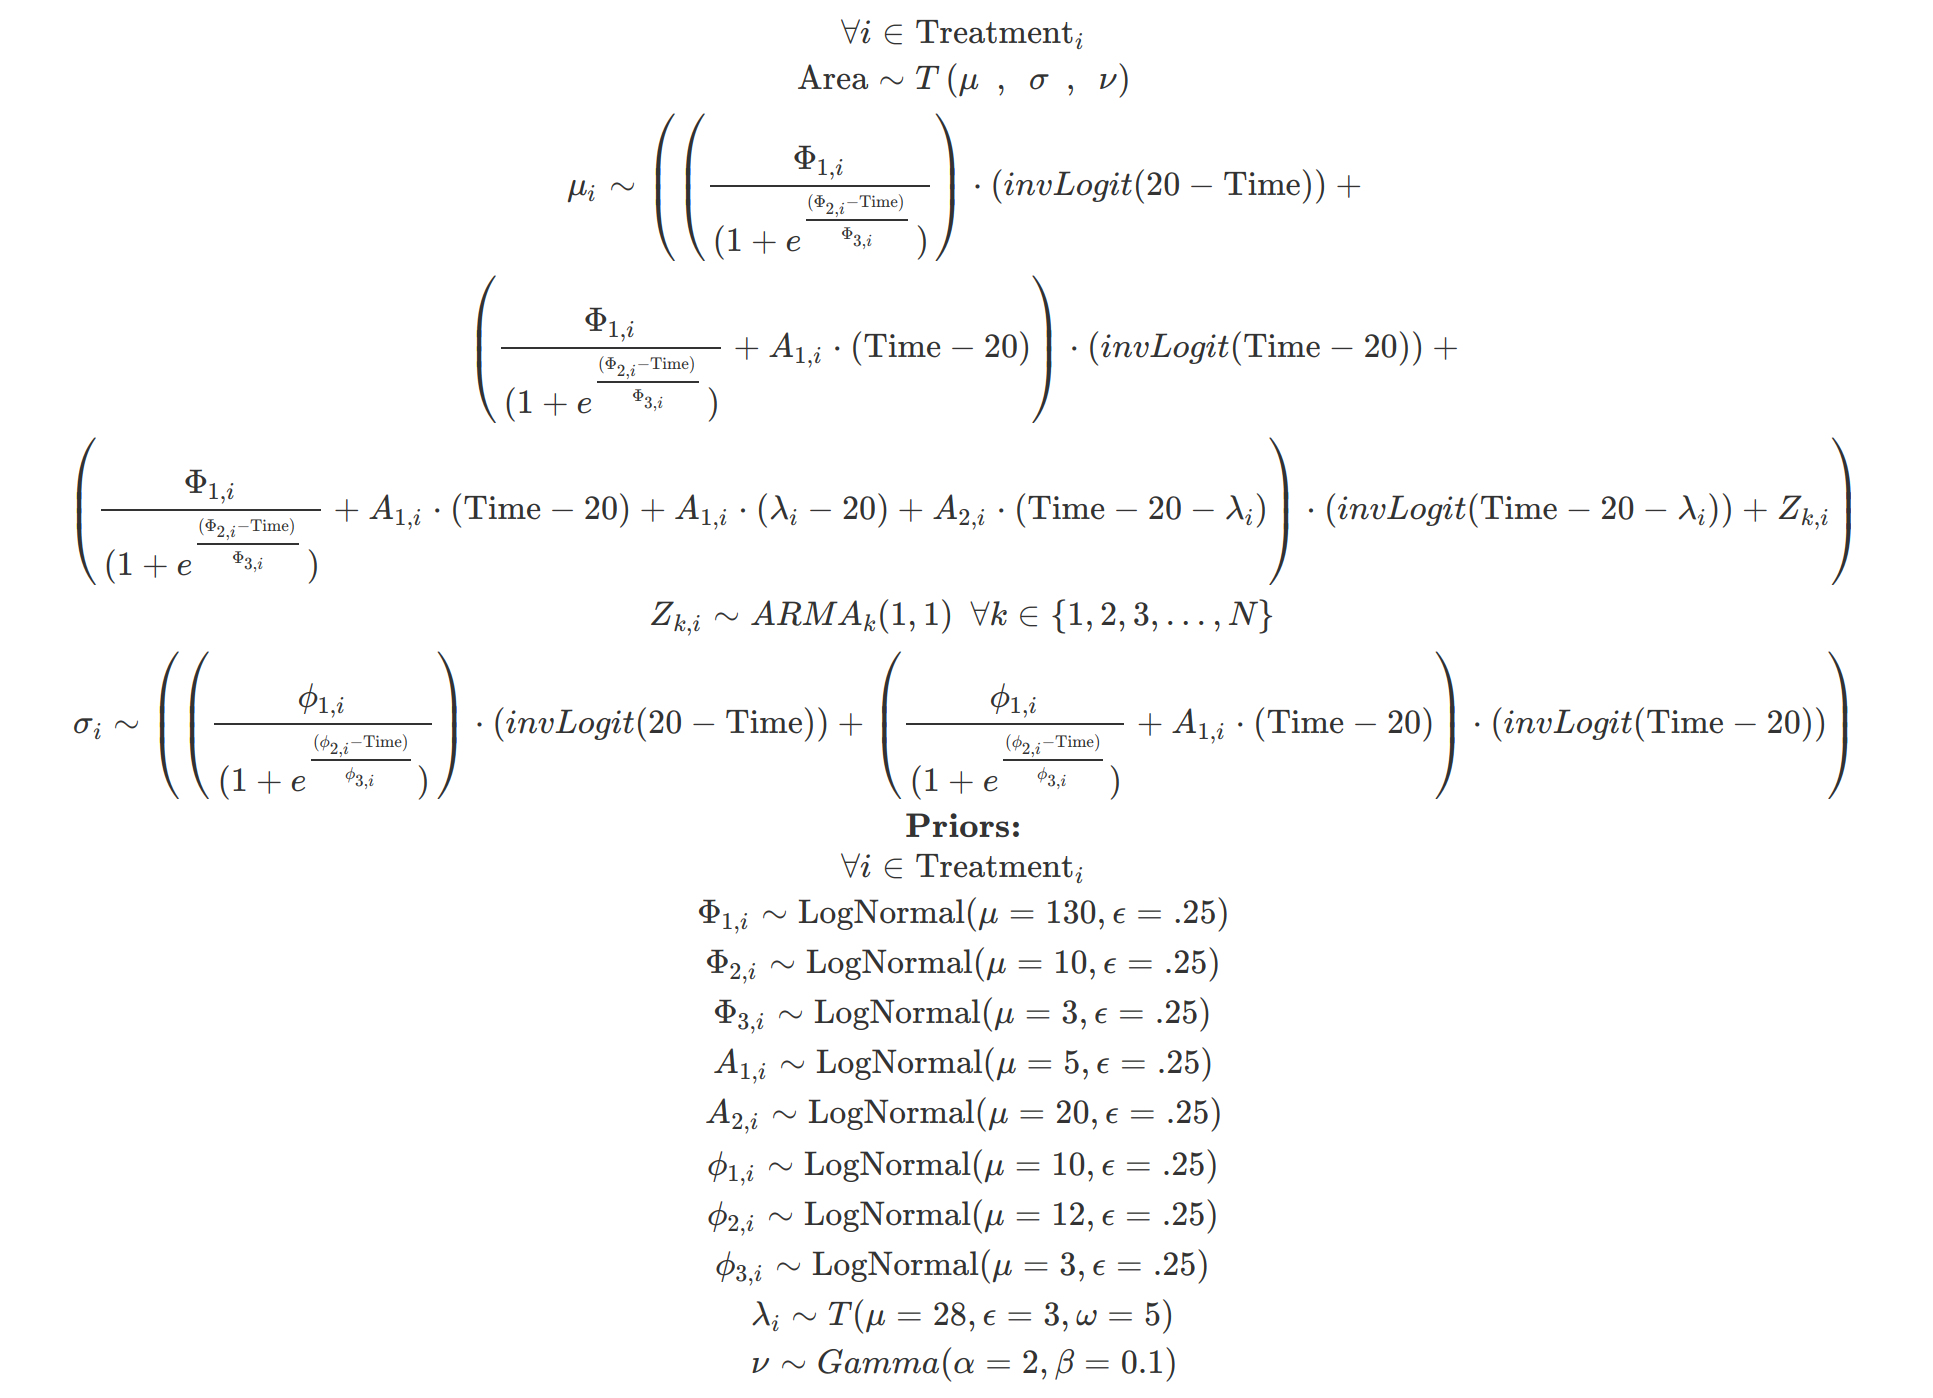 ∀i ∈ Treatment_i
Area ∼ T (μ , σ , ν)
μ_i ∼ ( ( Φ_{1,i} / (1 + e^{(Φ_{2,i}−Time) / Φ_{3,i}}) ) · (invLogit(20 − Time)) +
( Φ_{1,i} / (1 + e^{(Φ_{2,i}−Time) / Φ_{3,i}}) + A_{1,i} · (Time − 20) ) · (invLogit(Time − 20)) +
( Φ_{1,i} / (1 + e^{(Φ_{2,i}−Time) / Φ_{3,i}}) + A_{1,i} · (Time − 20) + A_{1,i} · (λ_i − 20) + A_{2,i} · (Time − 20 − λ_i) ) · (invLogit(Time − 20 − λ_i)) + Z_{k,i} )
Z_{k,i} ∼ ARMA_k(1, 1) ∀k ∈ {1, 2, 3, …, N}
σ_i ∼ ( ( ϕ_{1,i} / (1 + e^{(ϕ_{2,i}−Time) / ϕ_{3,i}}) ) · (invLogit(20 − Time)) + ( ϕ_{1,i} / (1 + e^{(ϕ_{2,i}−Time) / ϕ_{3,i}}) + A_{1,i} · (Time − 20) ) · (invLogit(Time − 20)) )
Priors:
∀i ∈ Treatment_i
Φ_{1,i} ∼ LogNormal(μ = 130, ϵ = .25)
Φ_{2,i} ∼ LogNormal(μ = 10, ϵ = .25)
Φ_{3,i} ∼ LogNormal(μ = 3, ϵ = .25)
A_{1,i} ∼ LogNormal(μ = 5, ϵ = .25)
A_{2,i} ∼ LogNormal(μ = 20, ϵ = .25)
ϕ_{1,i} ∼ LogNormal(μ = 10, ϵ = .25)
ϕ_{2,i} ∼ LogNormal(μ = 12, ϵ = .25)
ϕ_{3,i} ∼ LogNormal(μ = 3, ϵ = .25)
λ_i ∼ T(μ = 28, ϵ = 3, ω = 5)
ν ∼ Gamma(α = 2, β = 0.1)